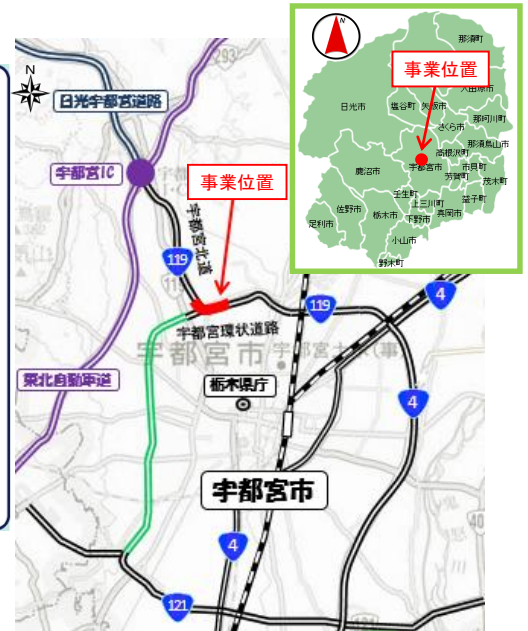 N
日光宇都宮道路
宇都宮IC
宇都宮北道路
119
事業位置
119
4
宇都宮環状道路
宇都宮市
東北自動車道
栃木県庁
4
宇都宮市
4
121
293
N
事業位置
那須町
日光市
塩谷町
矢板市
大田原市
さくら市
那珂川町
那須烏山市
高根沢町
宇都宮市
市貝町
芳賀町
茂木町
鹿沼市
壬生町
上三川町
益子町
真岡市
佐野市
栃木市
下野市
足利市
小山市
野木町